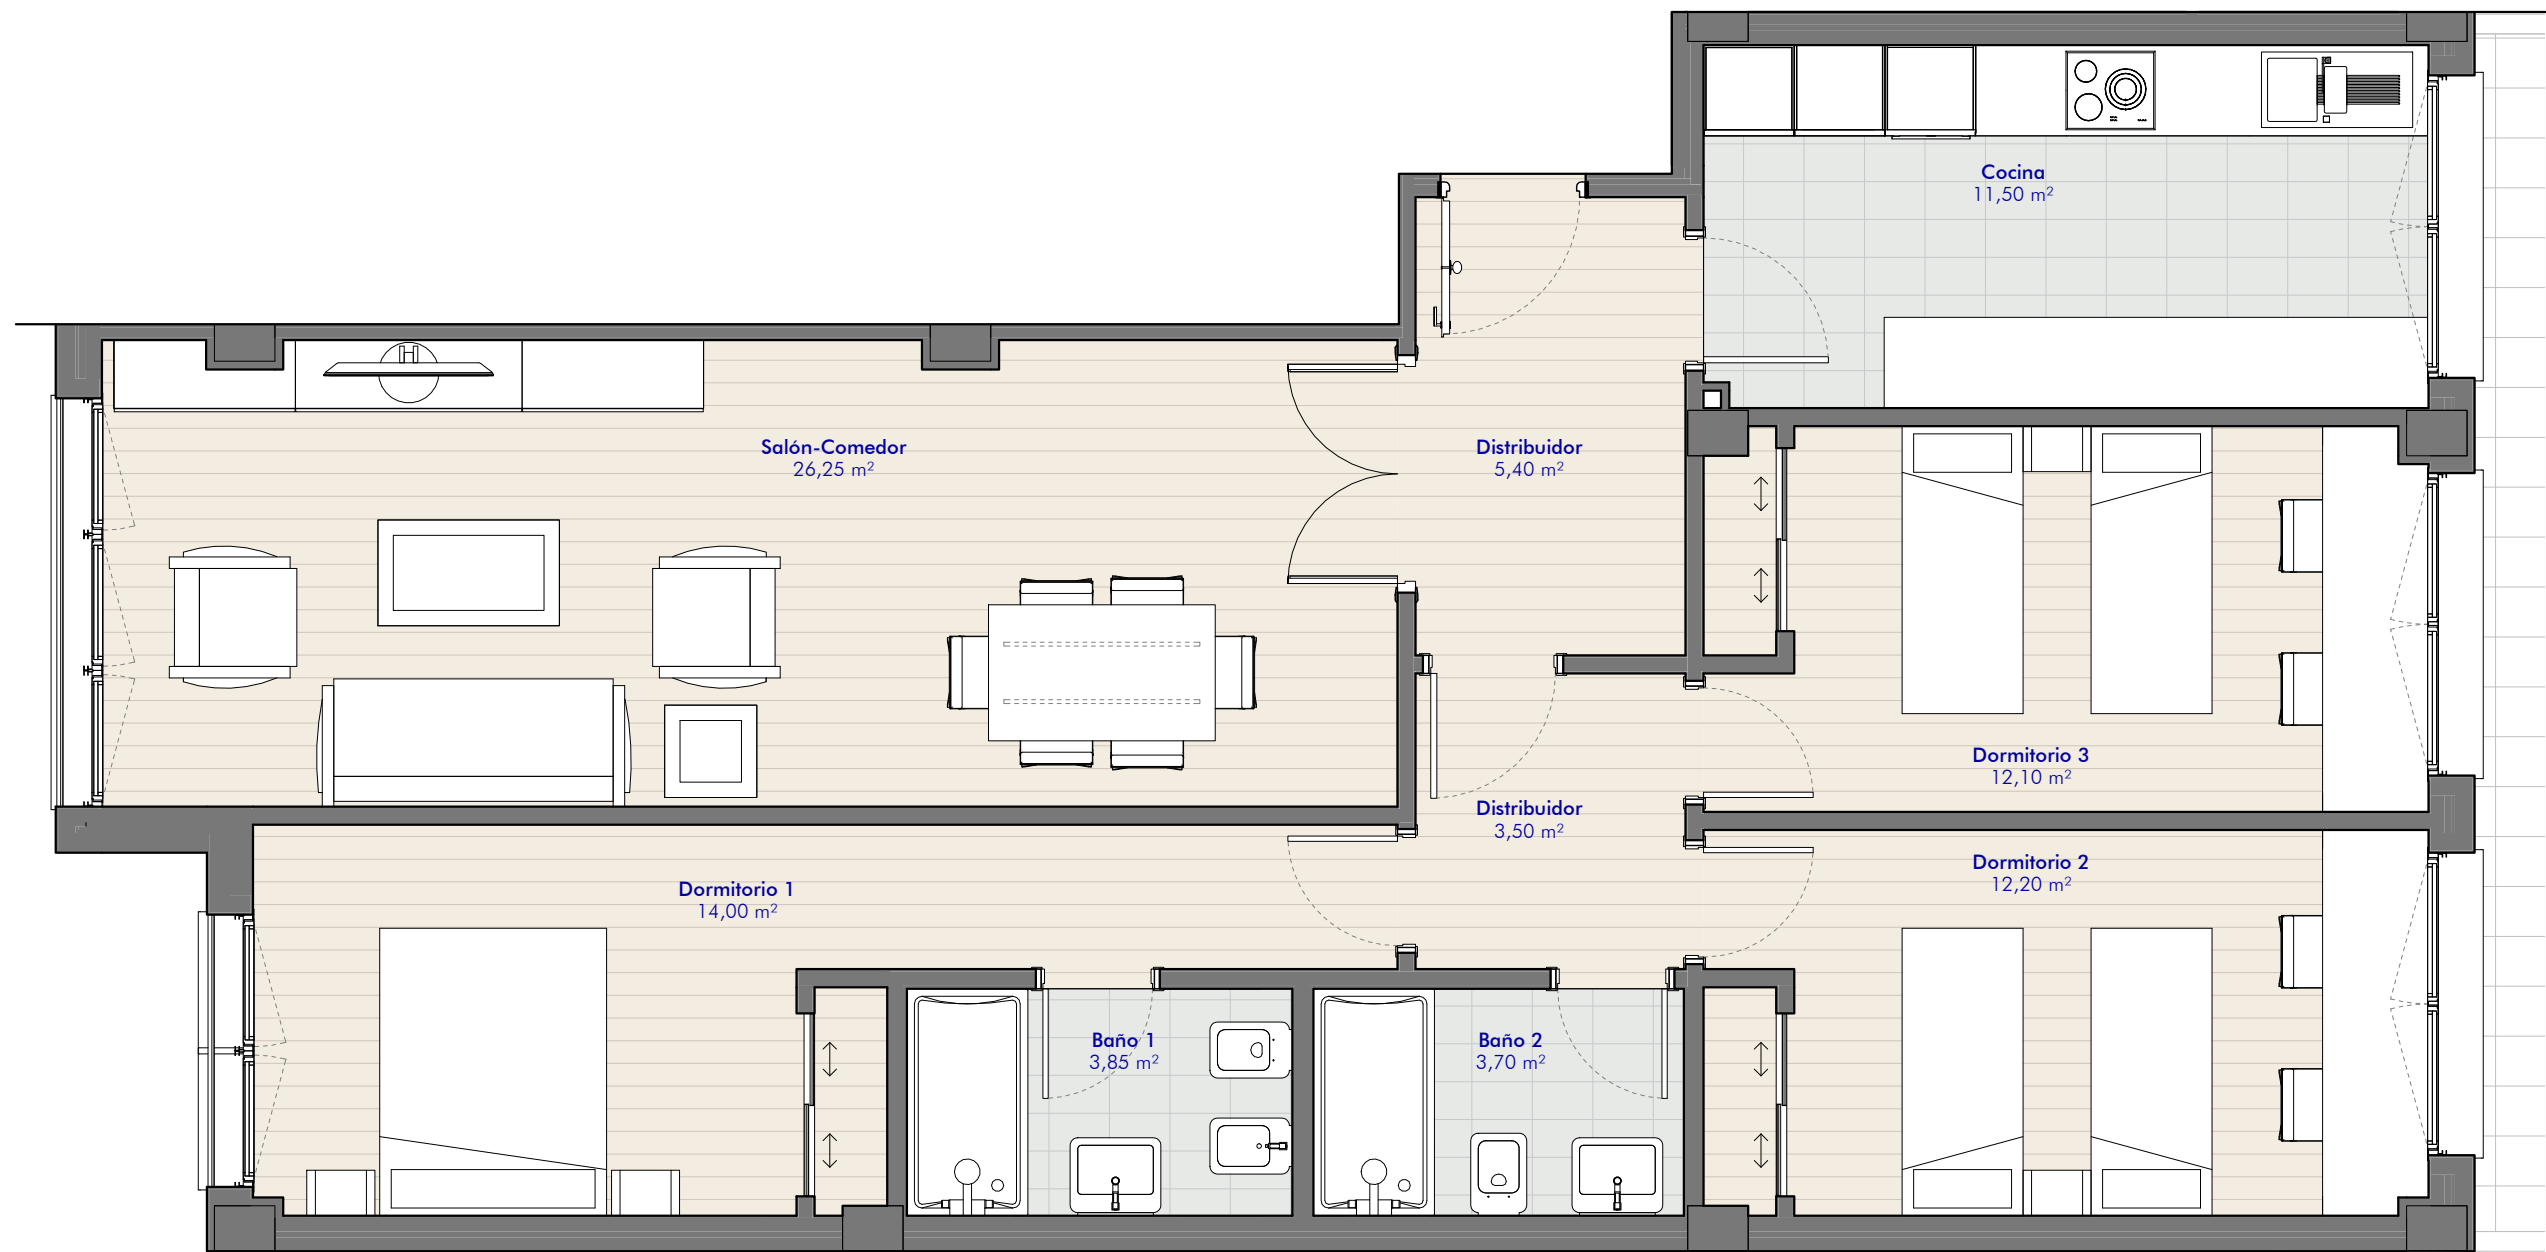 Cocina
11,50 m²
Salón-Comedor
26,25 m²
Distribuidor
5,40 m²
Dormitorio 3
12,10 m²
Distribuidor
3,50 m²
Dormitorio 2
12,20 m²
Dormitorio 1
14,00 m²
Baño 1
3,85 m²
Baño 2
3,70 m²